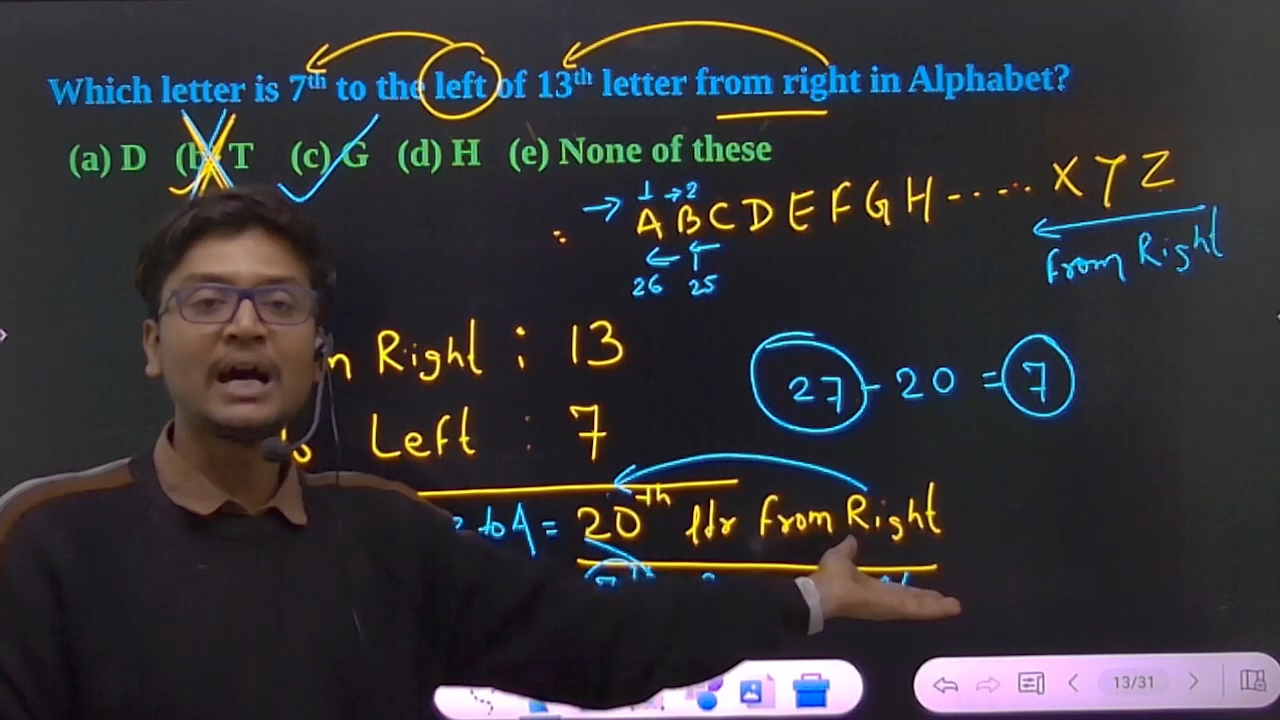 Which letter is 7th to the left of 13th letter from right in Alphabet?
(a) D (b) T (c) G (d) H (e) None of these
1 → 2
→ A B C D E F G H ..... X Y Z
26 25
from Right
Right : 13
27 - 20 = 7
Left : 7
to A = 20th ltr from Right
13/31